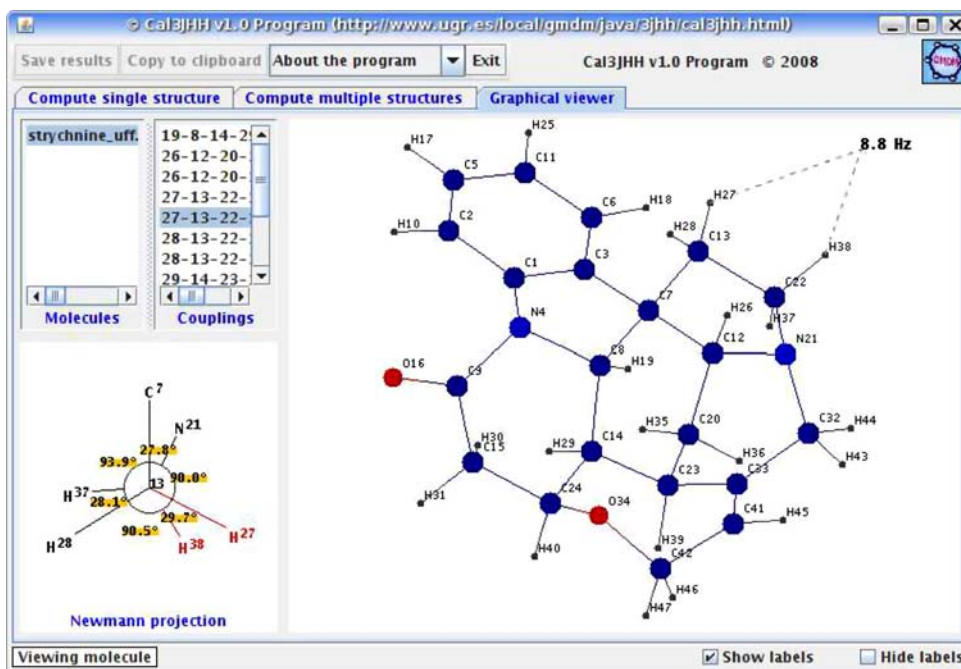 Cal3JHH v1.0 Program (http://www.ugr.es/local/gmdm/java/3jhh/cal3jhh.html)
Save results Copy to clipboard About the program Exit Cal3JHH v1.0 Program © 2008 GMDM
Compute single structure Compute multiple structures Graphical viewer
strychnine_uff.
19-8-14-2
26-12-20-
26-12-20-
27-13-22-
27-13-22-
28-13-22-
28-13-22-
29-14-23-
Molecules Couplings
H25
H17
C11
C5
8.8 Hz
H27
C6
H18
C2
H10
H28
C13
H38
C1
C3
C22
C7
H26
H37
N4
C12
N21
C8
H19
O16
C9
C20
C32
H44
H35
H30
H29
C14
C15
H36
H43
C23
C33
H31
C24
O34
C41
H45
H39
H40
C42
H46
H47
C7
N21
27.8°
93.9°
90.0°
13
H37
28.1°
29.7°
90.5°
H27
H28
H38
Newmann projection
Viewing molecule Show labels Hide labels